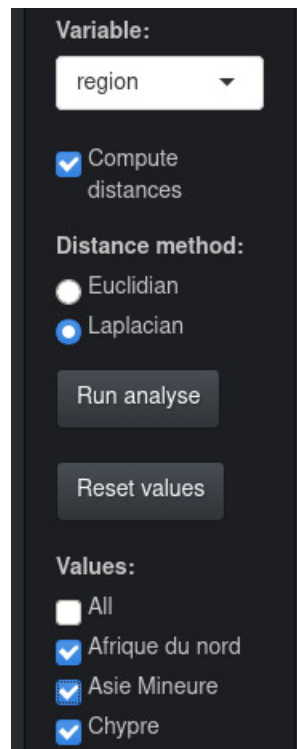 Variable:
region
Compute
distances
Distance method:
Euclidian
Laplacian
Run analyse
Reset values
Values:
All
Afrique du nord
Asie Mineure
Chypre